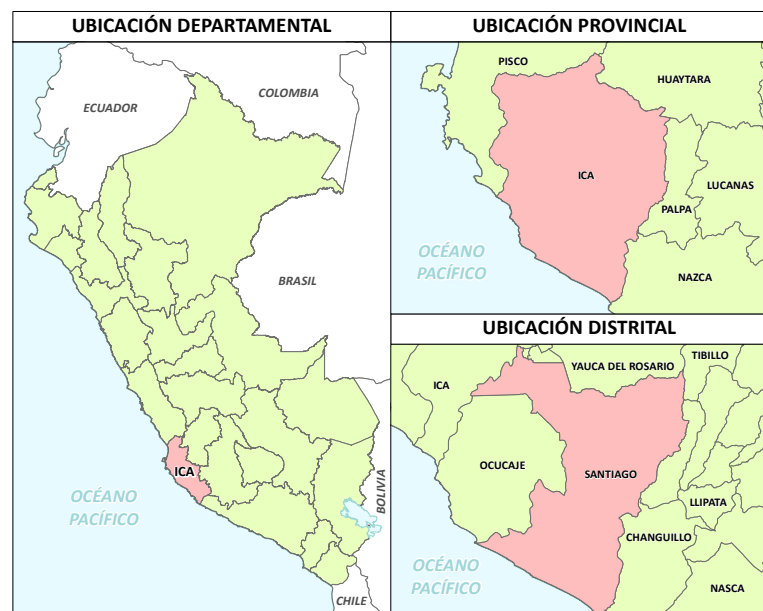 UBICACIÓN DEPARTAMENTAL
ECUADOR
COLOMBIA
BRASIL
ICA
OCÉANO
PACÍFICO
BOLIVIA
CHILE
UBICACIÓN PROVINCIAL
PISCO
HUAYTARA
ICA
LUCANAS
PALPA
OCÉANO
PACÍFICO
NAZCA
UBICACIÓN DISTRITAL
TIBILLO
YAUCA DEL ROSARIO
ICA
OCUCAJE
SANTIAGO
LLIPATA
CHANGUILLO
OCÉANO
PACÍFICO
NASCA